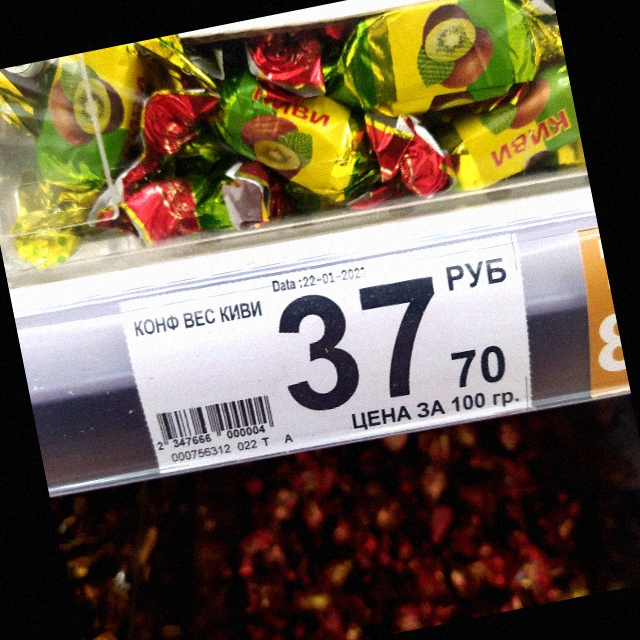 КИВИ
КИВИ
Data :22-01-2021
КОНФ ВЕС КИВИ
37
РУБ
70
ЦЕНА ЗА 100 гр.
2 347666 000004
000756312 022 Т А
8